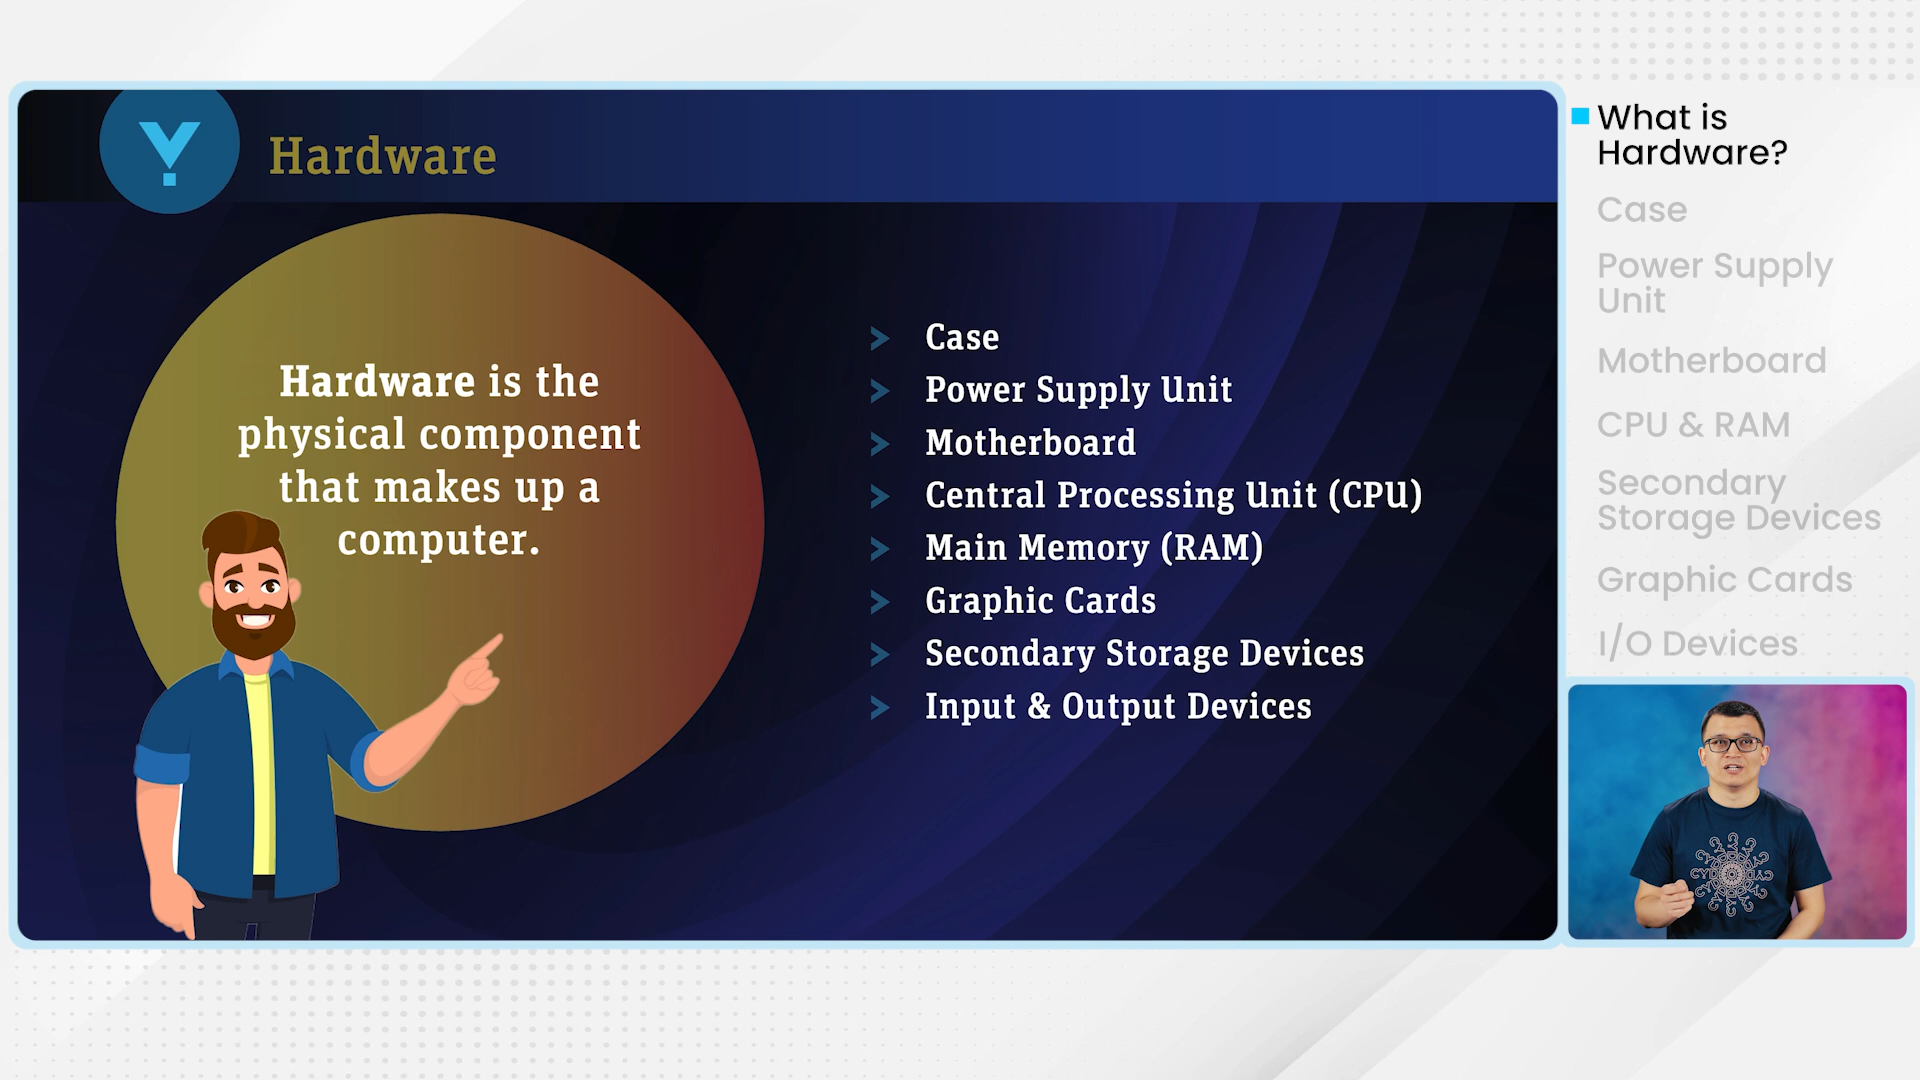 Hardware
Hardware is the
physical component
that makes up a
computer.
Case
Power Supply Unit
Motherboard
Central Processing Unit (CPU)
Main Memory (RAM)
Graphic Cards
Secondary Storage Devices
Input & Output Devices
What is
Hardware?
Case
Power Supply
Unit
Motherboard
CPU & RAM
Secondary
Storage Devices
Graphic Cards
I/O Devices